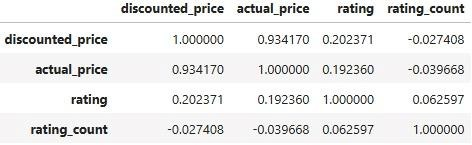 discounted_price actual_price rating rating_count
discounted_price 1.000000 0.934170 0.202371 -0.027408
actual_price 0.934170 1.000000 0.192360 -0.039668
rating 0.202371 0.192360 1.000000 0.062597
rating_count -0.027408 -0.039668 0.062597 1.000000